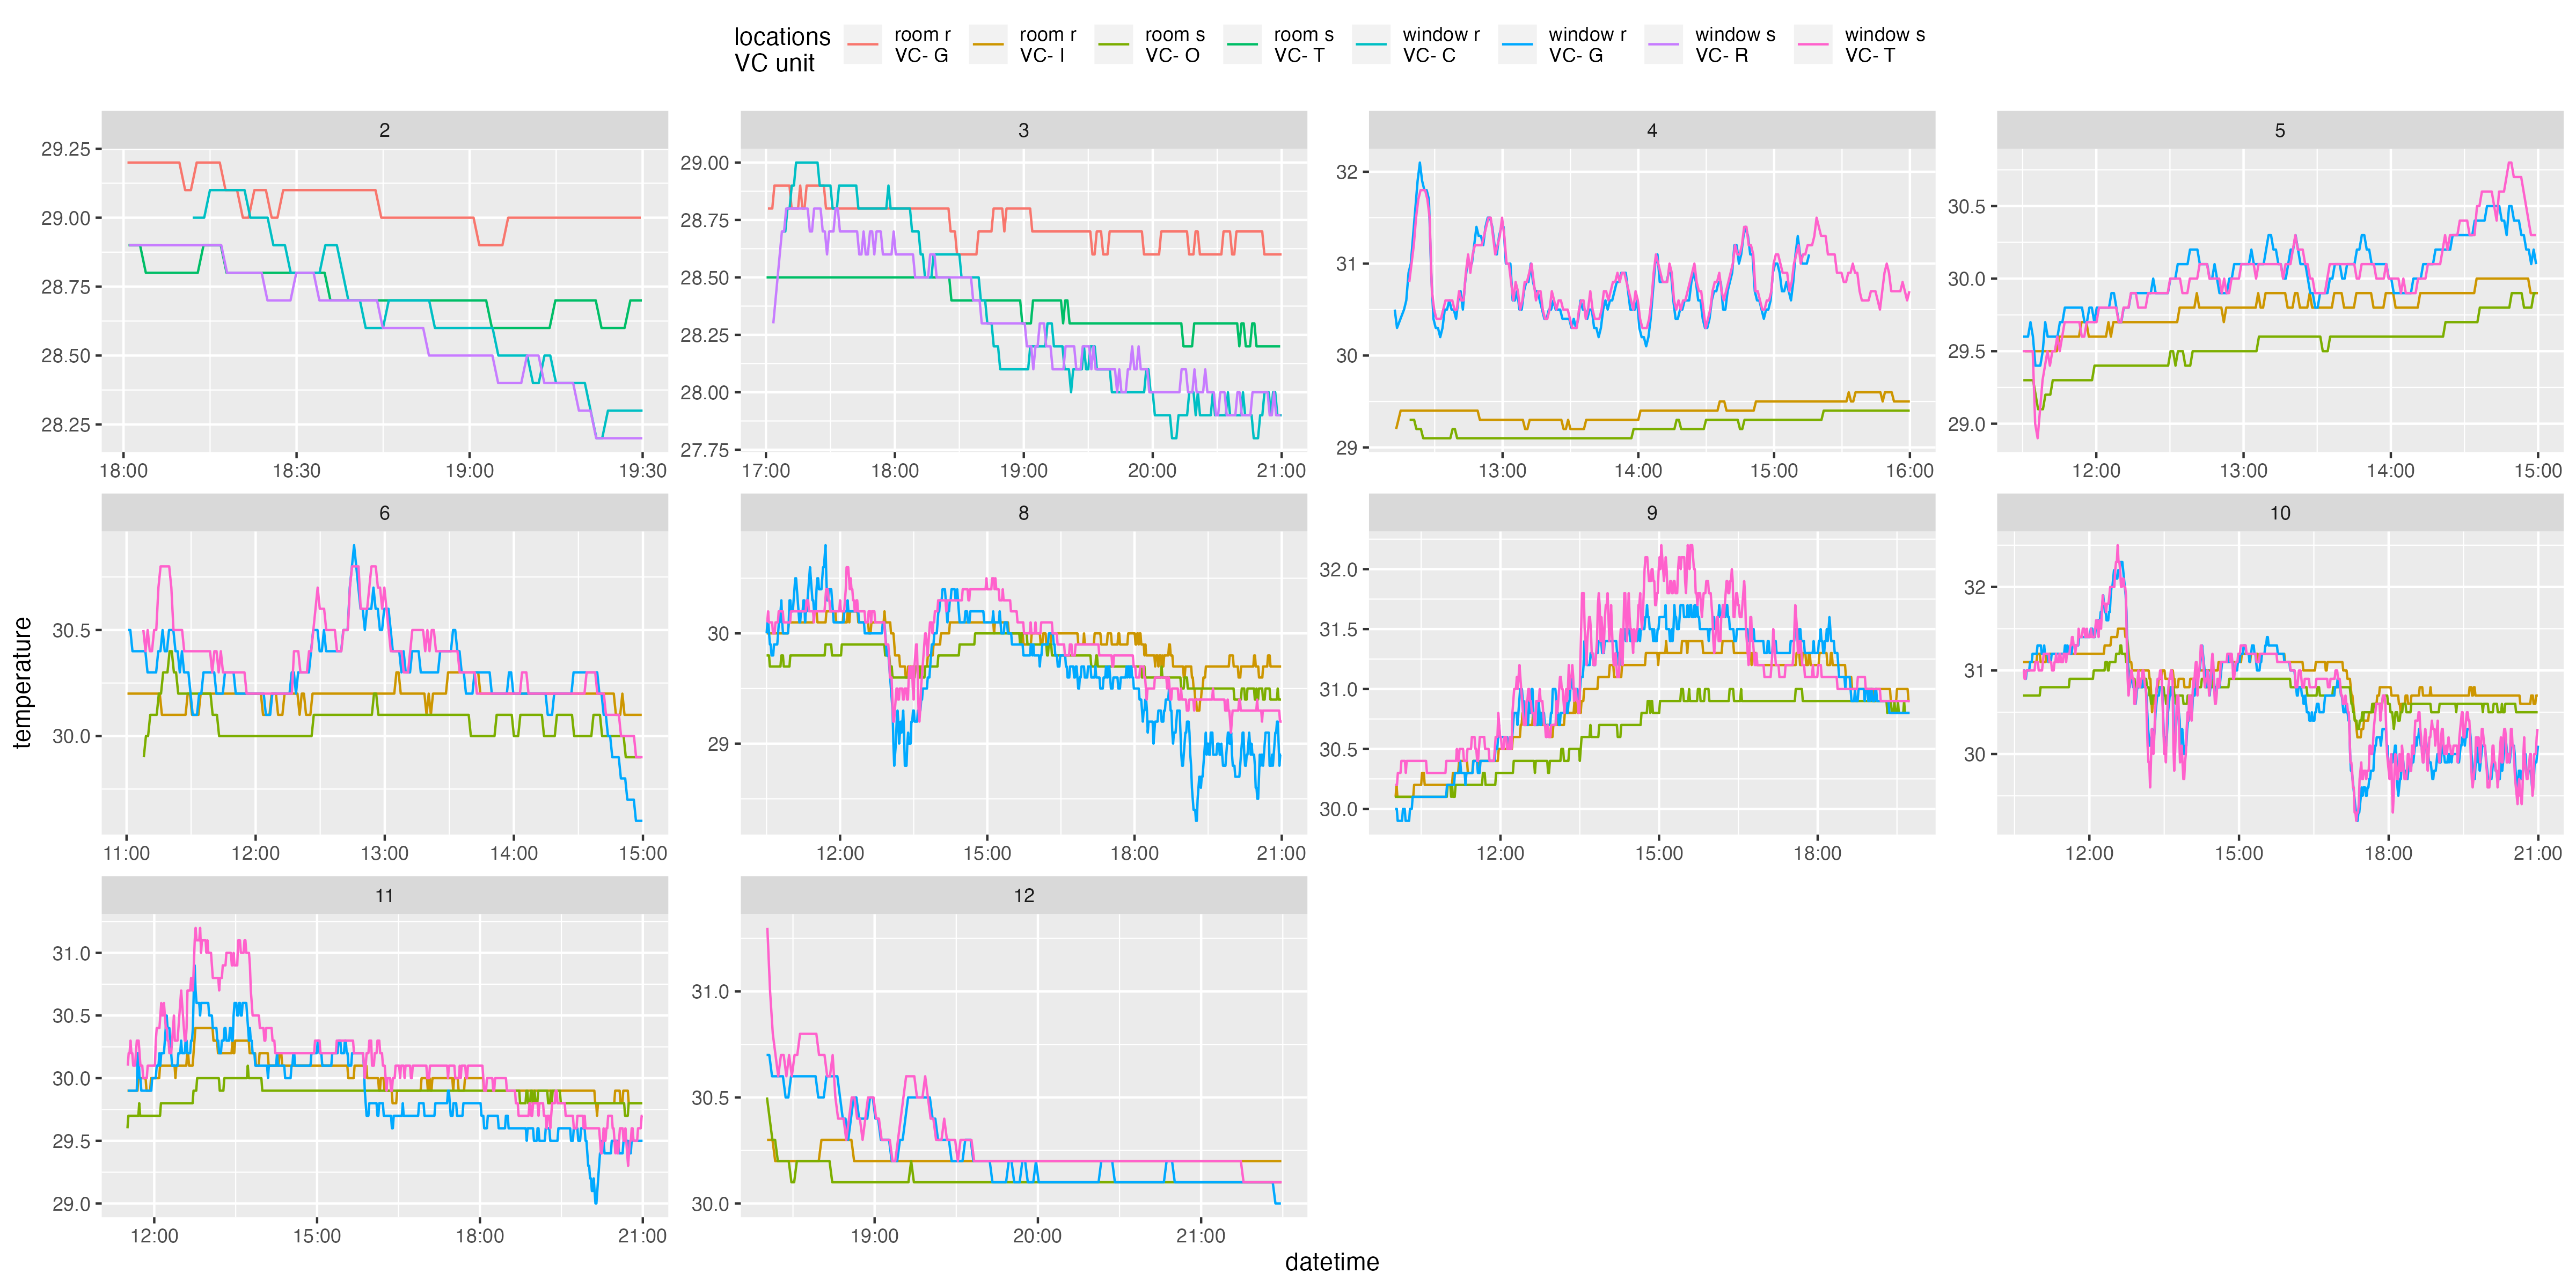 locations
VC unit
room r
VC- G
room r
VC- I
room s
VC- O
room s
VC- T
window r
VC- C
window r
VC- G
window s
VC- R
window s
VC- T
2
3
4
5
29.25
29.00
28.75
28.50
28.25
18:00 18:30 19:00 19:30
29.00
28.75
28.50
28.25
28.00
27.75
17:00 18:00 19:00 20:00 21:00
32
31
30
29
13:00 14:00 15:00 16:00
30.5
30.0
29.5
29.0
12:00 13:00 14:00 15:00
temperature
6
8
9
10
30.5
30.0
11:00 12:00 13:00 14:00 15:00
30
29
12:00 15:00 18:00 21:00
32.0
31.5
31.0
30.5
30.0
12:00 15:00 18:00
32
31
30
12:00 15:00 18:00 21:00
11
12
31.0
30.5
30.0
29.5
29.0
12:00 15:00 18:00 21:00
31.0
30.5
30.0
19:00 20:00 21:00
datetime